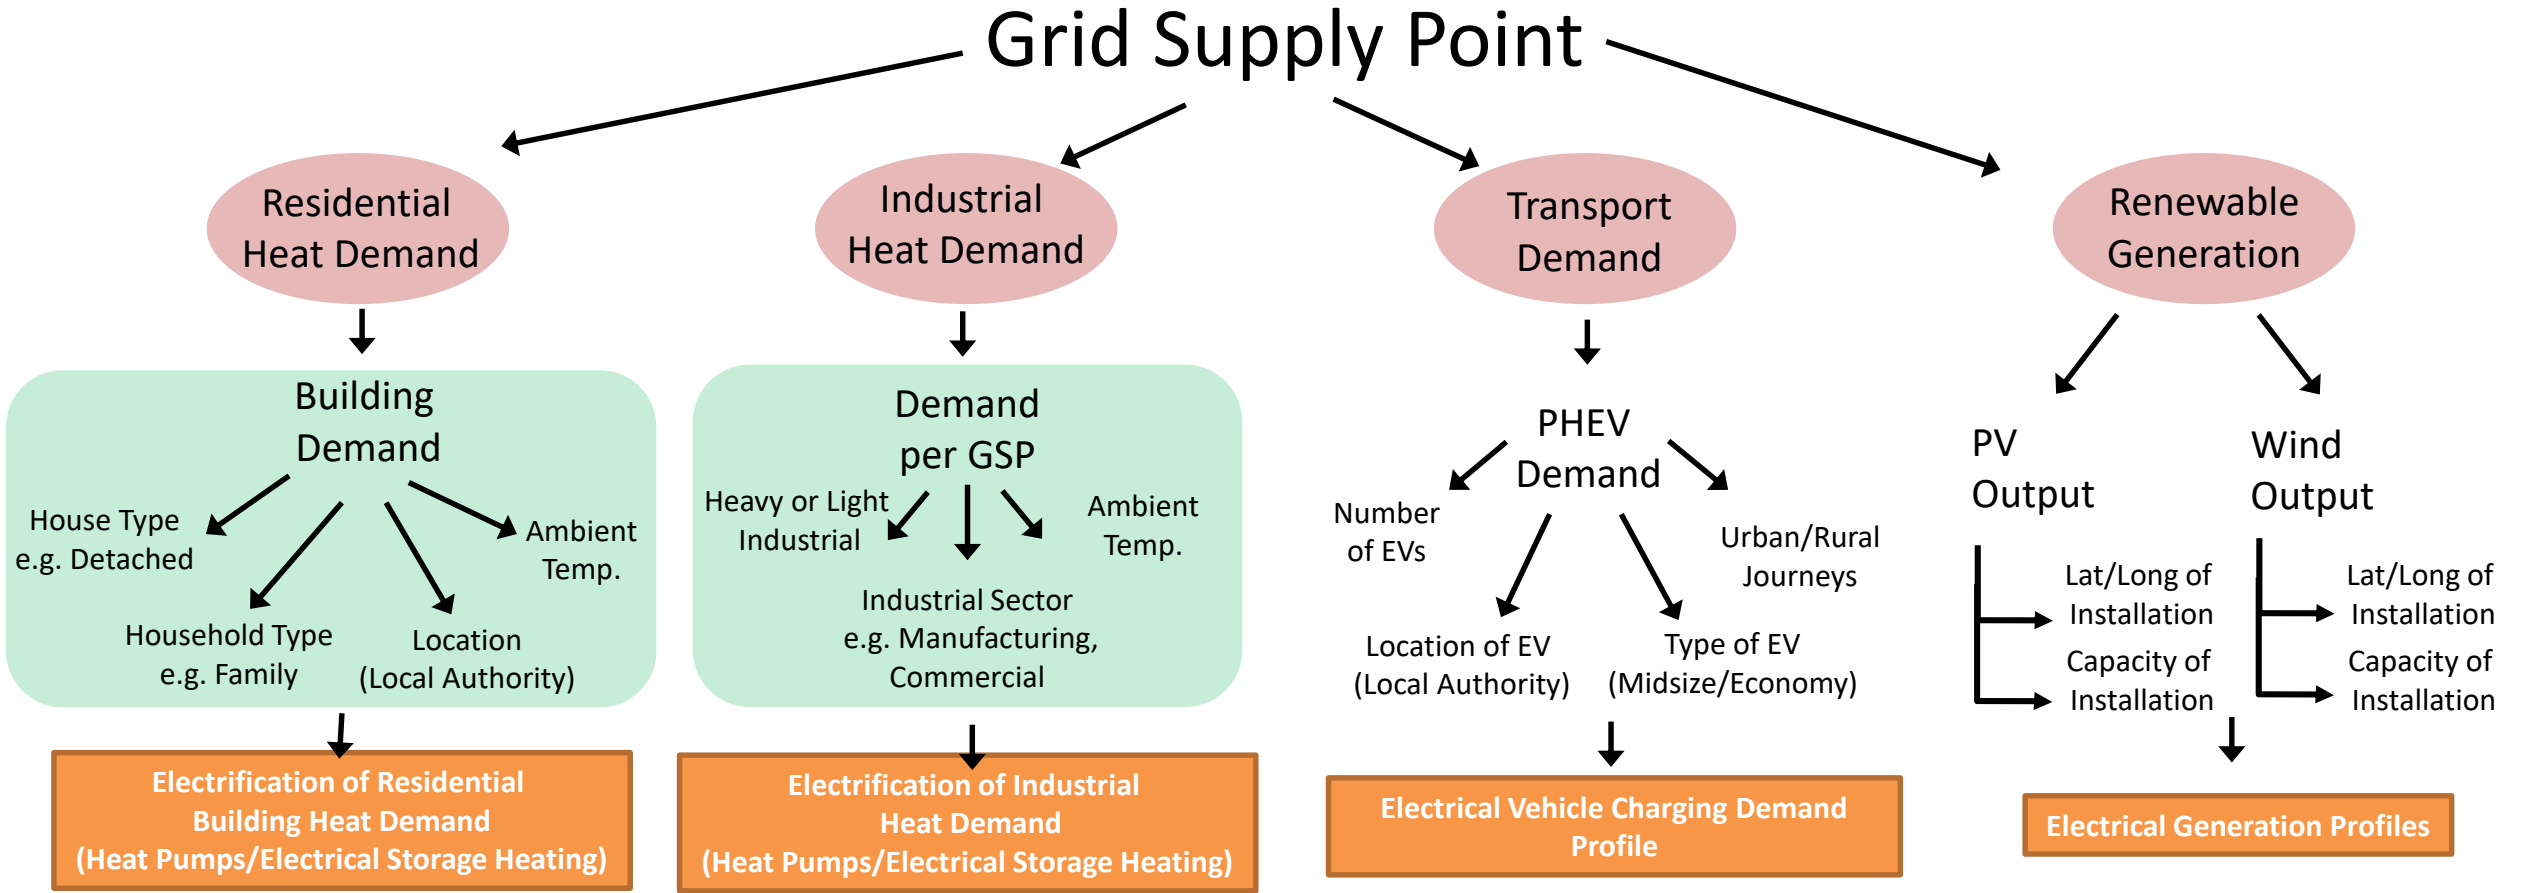 Grid Supply Point
Residential
Heat Demand
Industrial
Heat Demand
Transport
Demand
Renewable
Generation
Building
Demand
House Type
e.g. Detached
Household Type
e.g. Family
Location
(Local Authority)
Ambient
Temp.
Demand
per GSP
Heavy or Light
Industrial
Industrial Sector
e.g. Manufacturing,
Commercial
Ambient
Temp.
PHEV
Demand
Number
of EVs
Location of EV
(Local Authority)
Type of EV
(Midsize/Economy)
Urban/Rural
Journeys
PV
Output
Lat/Long of
Installation
Capacity of
Installation
Wind
Output
Lat/Long of
Installation
Capacity of
Installation
Electrification of Residential
Building Heat Demand
(Heat Pumps/Electrical Storage Heating)
Electrification of Industrial
Heat Demand
(Heat Pumps/Electrical Storage Heating)
Electrical Vehicle Charging Demand
Profile
Electrical Generation Profiles